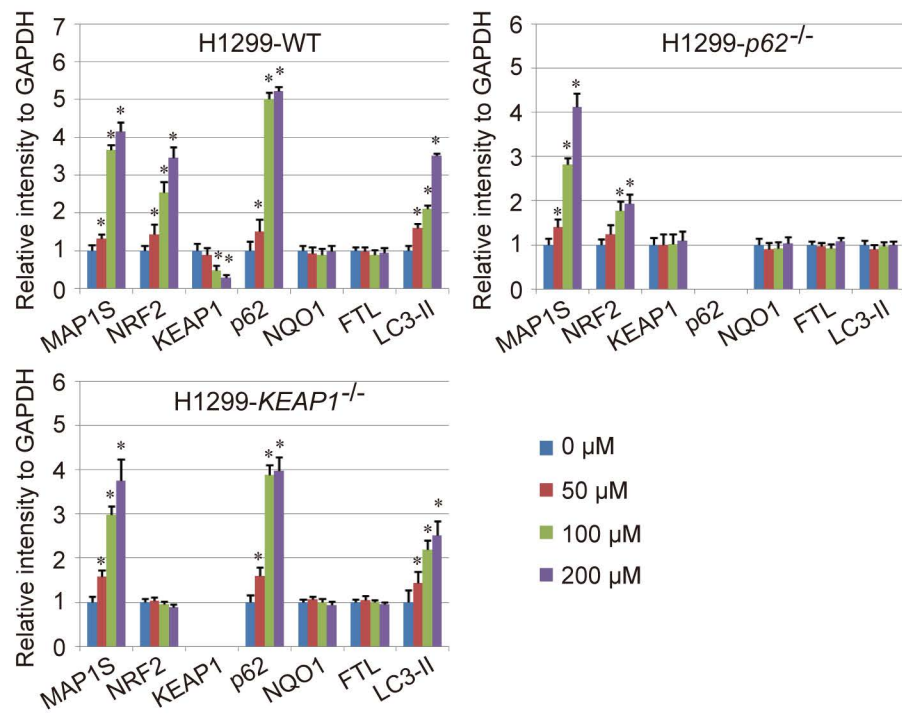 H1299-WT
Relative intensity to GAPDH
7
6
5
4
3
2
1
0
* * * * * * * * * * * * * * *
MAP1S NRF2 KEAP1 p62 NQO1 FTL LC3-II
H1299-p62-/-
Relative intensity to GAPDH
6
5
4
3
2
1
0
* * * * *
MAP1S NRF2 KEAP1 p62 NQO1 FTL LC3-II
H1299-KEAP1-/-
Relative intensity to GAPDH
6
5
4
3
2
1
0
* * * * * * * * *
MAP1S NRF2 KEAP1 p62 NQO1 FTL LC3-II
0 µM
50 µM
100 µM
200 µM